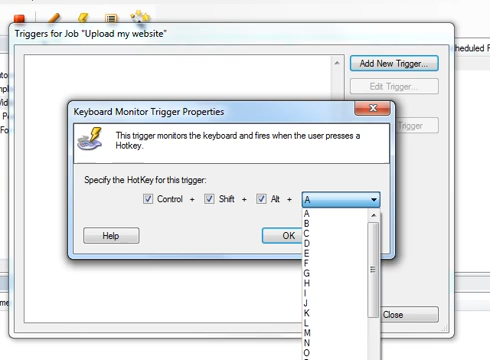 Triggers for Job "Upload my website"
Add New Trigger...
Edit Trigger...
Trigger
Keyboard Monitor Trigger Properties
This trigger monitors the keyboard and fires when the user presses a
Hotkey.
Specify the HotKey for this trigger:
Control + Shift + Alt + A
A
B
C
D
E
F
G
H
I
J
K
L
M
N
O
Help
OK
Close